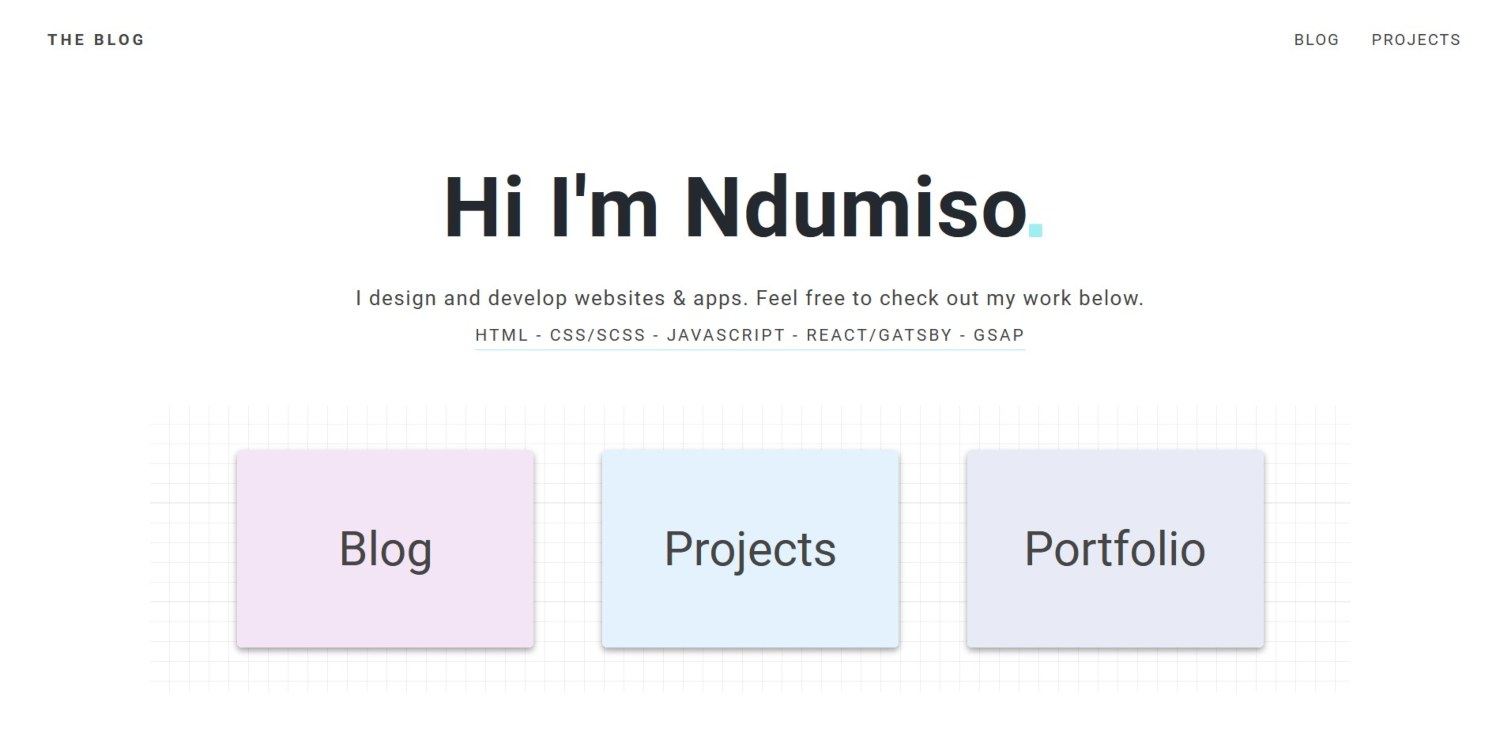 THE BLOG
BLOG PROJECTS
Hi I'm Ndumiso.
I design and develop websites & apps. Feel free to check out my work below.
HTML - CSS/SCSS - JAVASCRIPT - REACT/GATSBY - GSAP
Blog
Projects
Portfolio